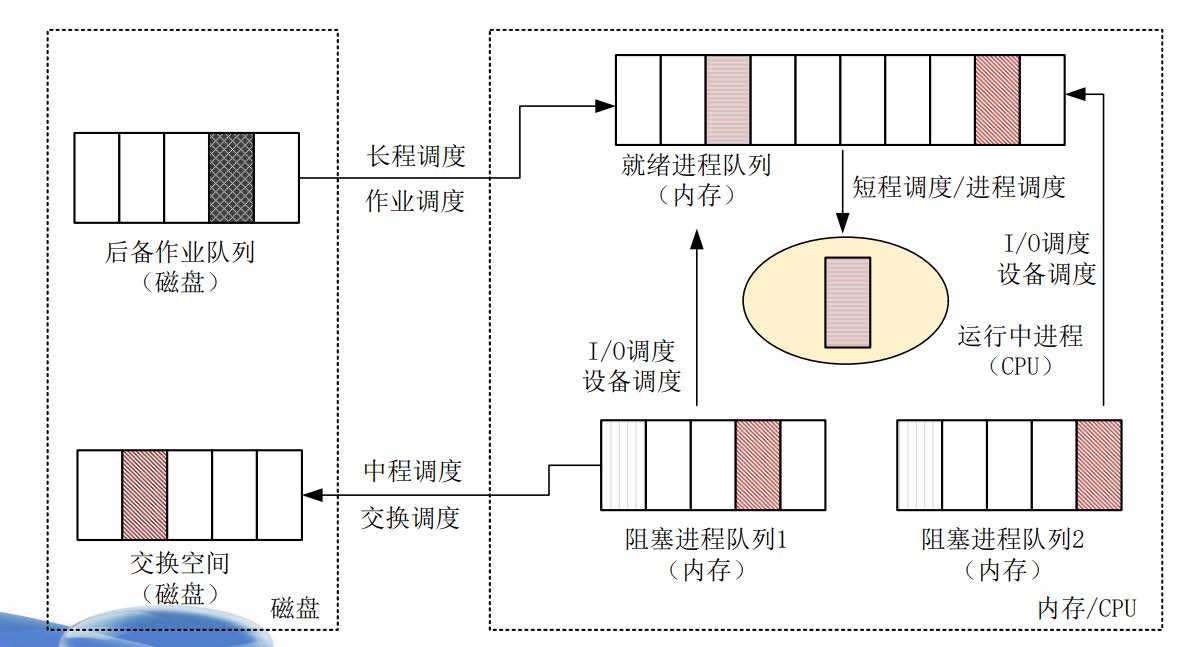 长程调度
作业调度
后备作业队列
（磁盘）
就绪进程队列
（内存）
短程调度/进程调度
I/O调度
设备调度
运行中进程
（CPU）
I/O调度
设备调度
中程调度
交换调度
交换空间
（磁盘）
磁盘
阻塞进程队列1
（内存）
阻塞进程队列2
（内存）
内存/CPU